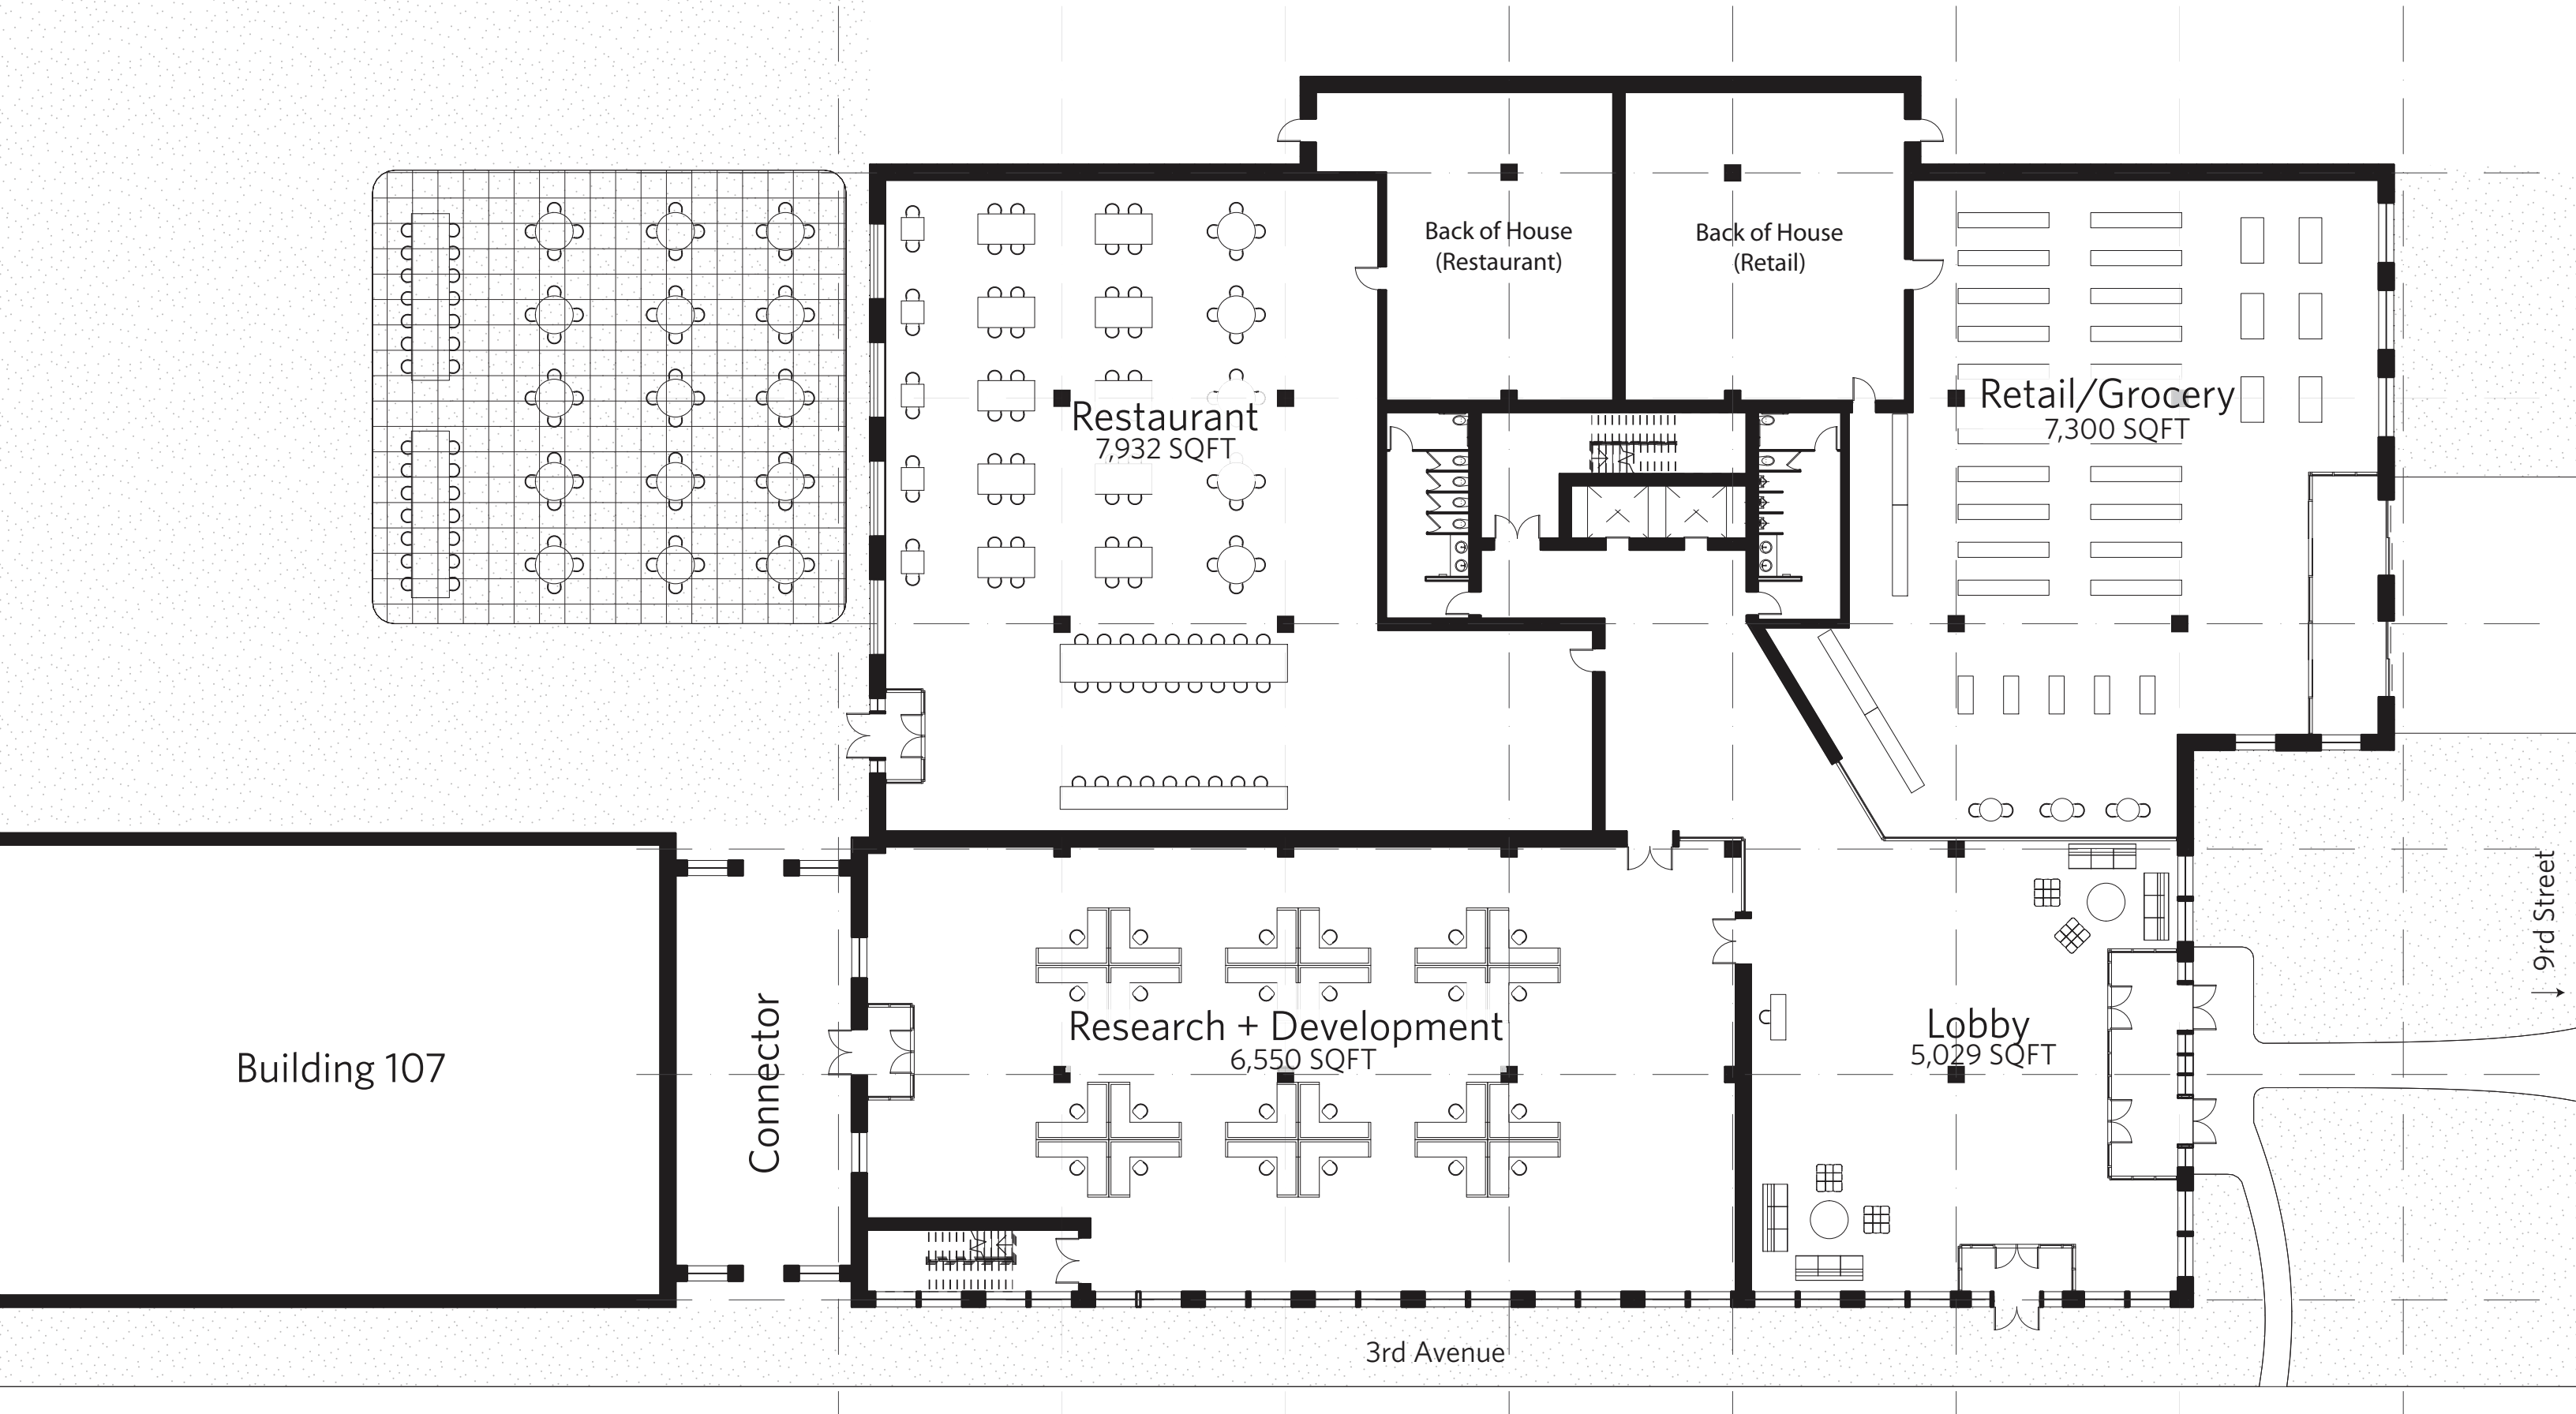 Back of House
(Restaurant)
Back of House
(Retail)
Restaurant
7,932 SQFT
Retail/Grocery
7,300 SQFT
Building 107
Connector
Research + Development
6,550 SQFT
Lobby
5,029 SQFT
9rd Street
3rd Avenue